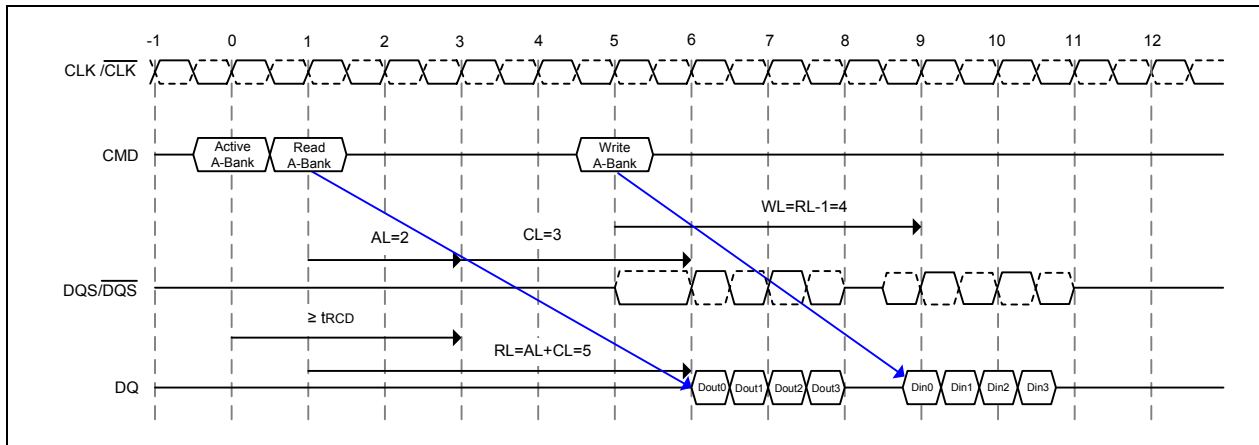 -1 0 1 2 3 4 5 6 7 8 9 10 11 12
CLK /CLK
CMD
Active
A-Bank
Read
A-Bank
Write
A-Bank
WL=RL-1=4
AL=2
CL=3
DQS/DQS
≥ tRCD
RL=AL+CL=5
DQ
Dout0 Dout1 Dout2 Dout3 Din0 Din1 Din2 Din3